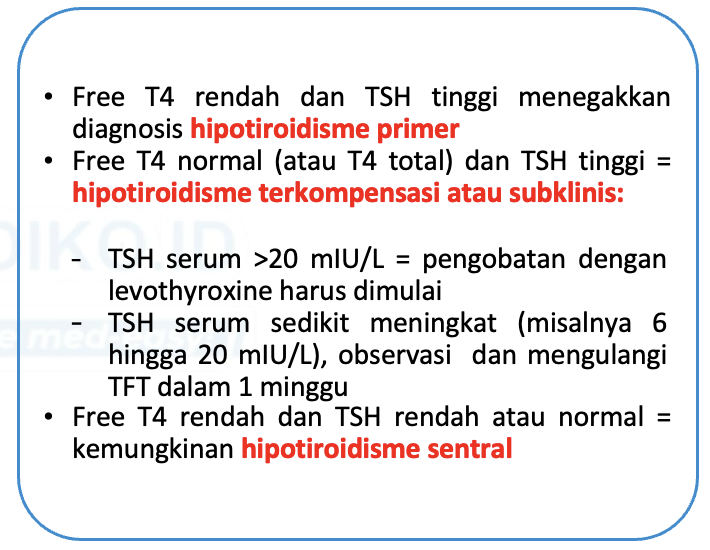 • Free T4 rendah dan TSH tinggi menegakkan
diagnosis hipotiroidisme primer
• Free T4 normal (atau T4 total) dan TSH tinggi =
hipotiroidisme terkompensasi atau subklinis:
- TSH serum >20 mIU/L = pengobatan dengan
levothyroxine harus dimulai
- TSH serum sedikit meningkat (misalnya 6
hingga 20 mIU/L), observasi dan mengulangi
TFT dalam 1 minggu
• Free T4 rendah dan TSH rendah atau normal =
kemungkinan hipotiroidisme sentral